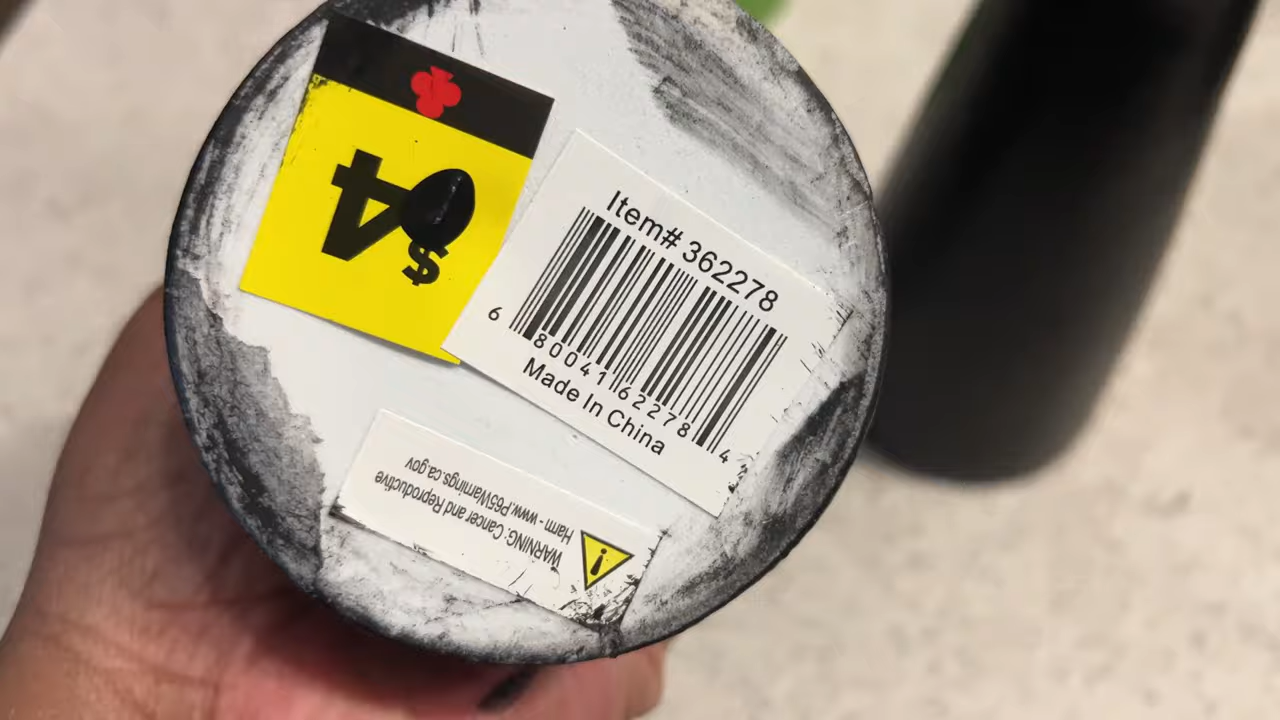 $4
Item# 362278
6 80041 62278 4
Made In China
WARNING: Cancer and Reproductive
Harm - www.P65Warnings.ca.gov